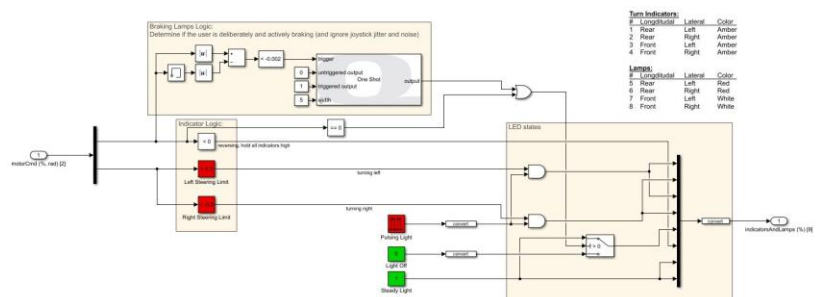 Braking Lamps Logic:
Determine if the user is deliberately and actively braking (and ignore joystick jitter and noise)
|u|
+
-
< -0.002
|u|
trigger
0
untriggered output
One Shot
output
1
triggered output
5
width
Turn Indicators:
# Longditudal Lateral Color
1 Rear Left Amber
2 Rear Right Amber
3 Front Left Amber
4 Front Right Amber
Lamps:
# Longditudal Lateral Color
5 Rear Left Red
6 Rear Right Red
7 Front Left White
8 Front Right White
== 0
Indicator Logic:
< 0
reversing, hold all indicators high
LED states
1
motorCmd (%, rad) [2]
Left Steering Limit
turning left
Right Steering Limit
turning right
Pulsing Light
convert
0
Light Off
convert
> 0
1
Steady Light
convert
1
indicatorsAndLamps (%) [8]